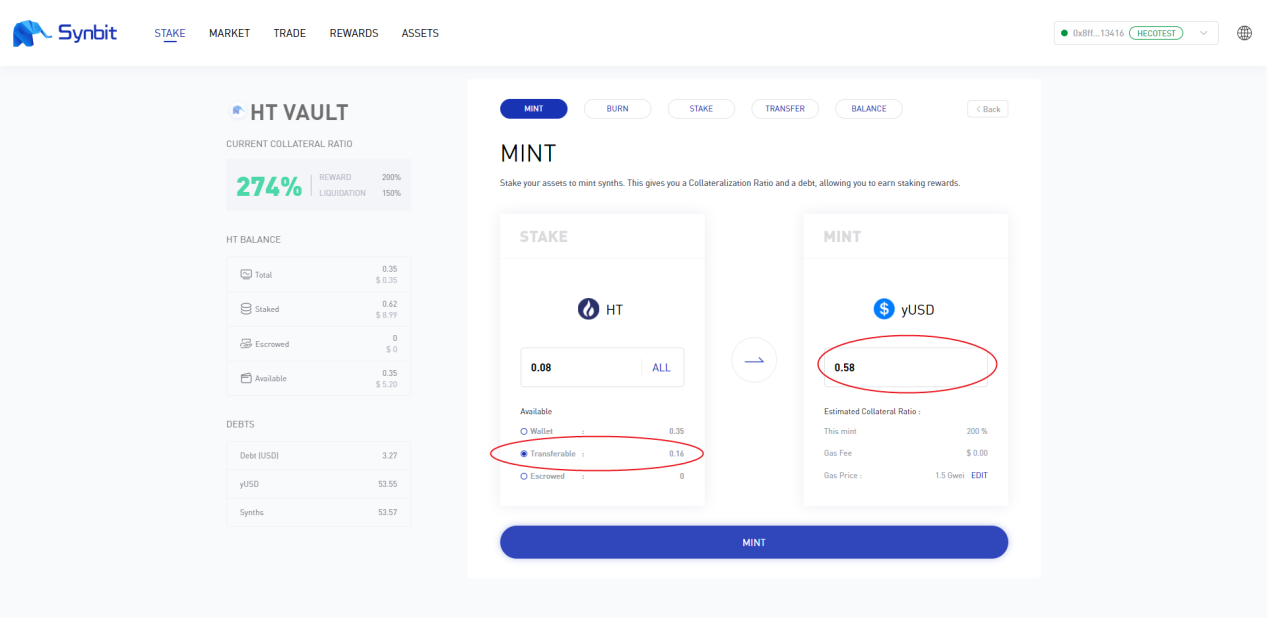 Synbit STAKE MARKET TRADE REWARDS ASSETS 0x8ff...13416 HECOTEST
HT VAULT
CURRENT COLLATERAL RATIO
274% REWARD 200%
LIQUIDATION 150%
HT BALANCE
Total 0.35
$ 0.35
Staked 0.62
$ 8.99
Escrowed 0
$ 0
Available 0.35
$ 5.20
DEBTS
Debt (USD) 3.27
yUSD 53.55
Synths 53.57
MINT BURN STAKE TRANSFER BALANCE < Back
MINT
Stake your assets to mint synths. This gives you a Collateralization Ratio and a debt, allowing you to earn staking rewards.
STAKE
HT
0.08 ALL
Available
Wallet : 0.35
Transferable : 0.16
Escrowed : 0
MINT
$ yUSD
0.58
Estimated Collateral Ratio :
This mint 200 %
Gas Fee $ 0.00
Gas Price : 1.5 Gwei EDIT
MINT